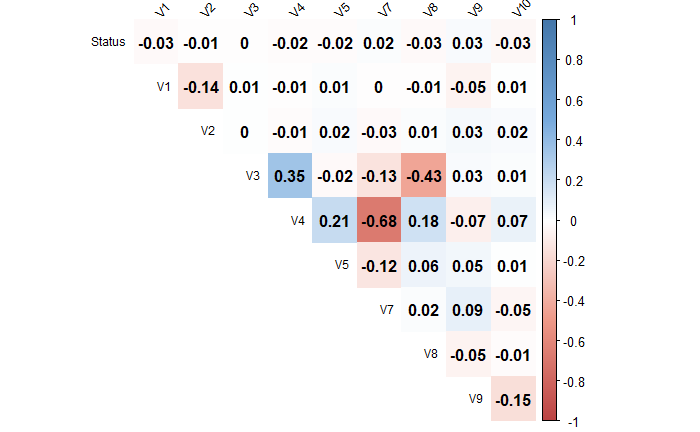 V1 V2 V3 V4 V5 V7 V8 V9 V10
Status -0.03 -0.01 0 -0.02 -0.02 0.02 -0.03 0.03 -0.03
V1 -0.14 0.01 -0.01 0.01 0 -0.01 -0.05 0.01
V2 0 -0.01 0.02 -0.03 0.01 0.03 0.02
V3 0.35 -0.02 -0.13 -0.43 0.03 0.01
V4 0.21 -0.68 0.18 -0.07 0.07
V5 -0.12 0.06 0.05 0.01
V7 0.02 0.09 -0.05
V8 -0.05 -0.01
V9 -0.15
1
0.8
0.6
0.4
0.2
0
-0.2
-0.4
-0.6
-0.8
-1